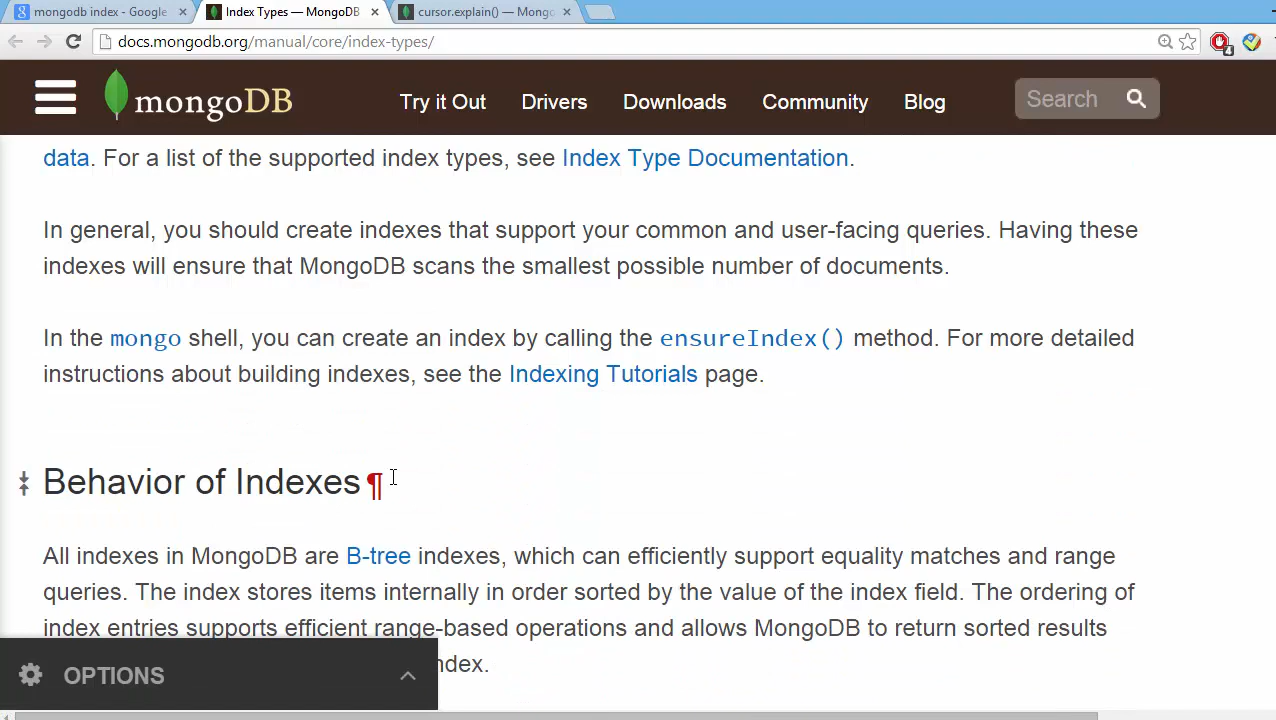 mongodb index - Google
Index Types — MongoDB
cursor.explain() — Mongo
docs.mongodb.org/manual/core/index-types/
4
mongoDB
Try it Out
Drivers
Downloads
Community
Blog
Search
data. For a list of the supported index types, see Index Type Documentation.
In general, you should create indexes that support your common and user-facing queries. Having these
indexes will ensure that MongoDB scans the smallest possible number of documents.
In the mongo shell, you can create an index by calling the ensureIndex() method. For more detailed
instructions about building indexes, see the Indexing Tutorials page.
Behavior of Indexes ¶
All indexes in MongoDB are B-tree indexes, which can efficiently support equality matches and range
queries. The index stores items internally in order sorted by the value of the index field. The ordering of
index entries supports efficient range-based operations and allows MongoDB to return sorted results
ndex.
OPTIONS